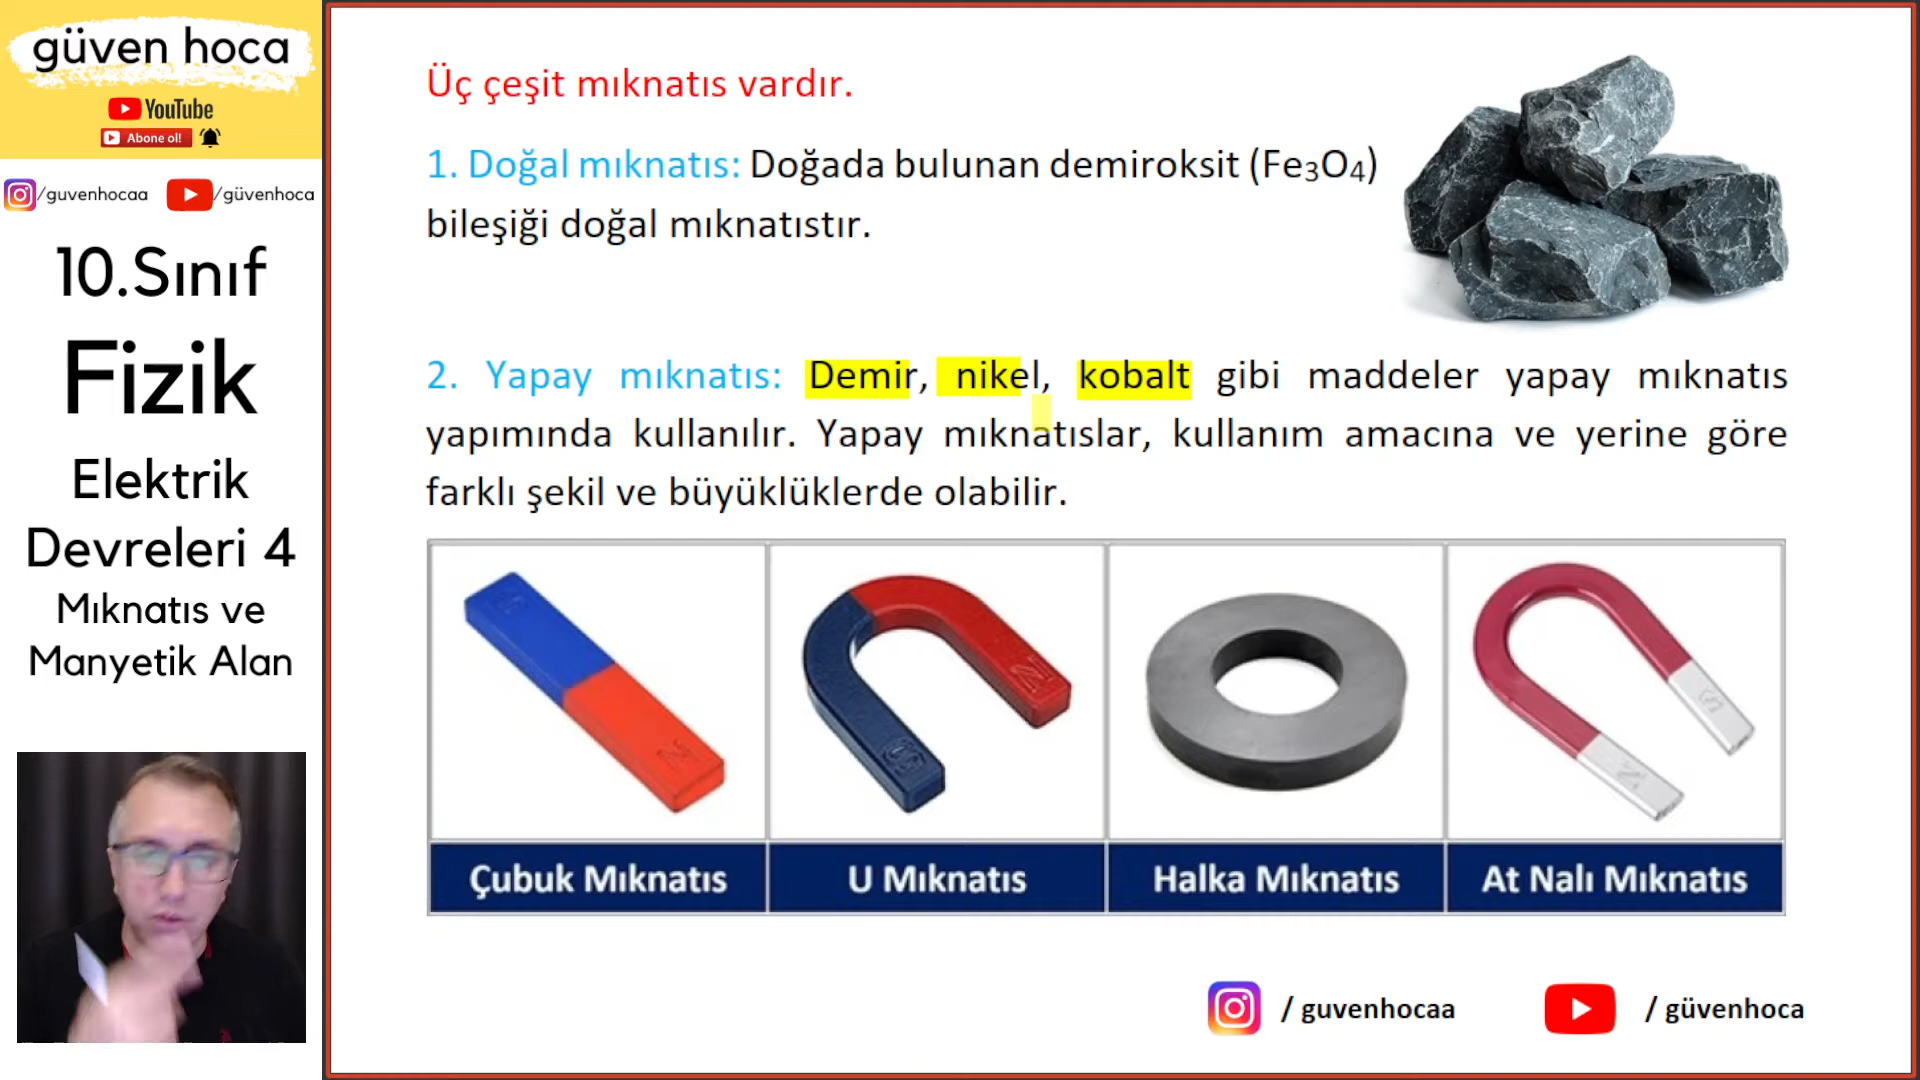 güven hoca
YouTube
Abone ol!
/guvenhocaa
/güvenhoca
10.Sınıf
Fizik
Elektrik
Devreleri 4
Mıknatıs ve
Manyetik Alan
Üç çeşit mıknatıs vardır.
1. Doğal mıknatıs: Doğada bulunan demiroksit (Fe₃O₄)
bileşiği doğal mıknatıstır.
2. Yapay mıknatıs: Demir, nikel, kobalt gibi maddeler yapay mıknatıs
yapımında kullanılır. Yapay mıknatıslar, kullanım amacına ve yerine göre
farklı şekil ve büyüklüklerde olabilir.
S
N
N
S
S
N
Çubuk Mıknatıs
U Mıknatıs
Halka Mıknatıs
At Nalı Mıknatıs
/ guvenhocaa
/ güvenhoca